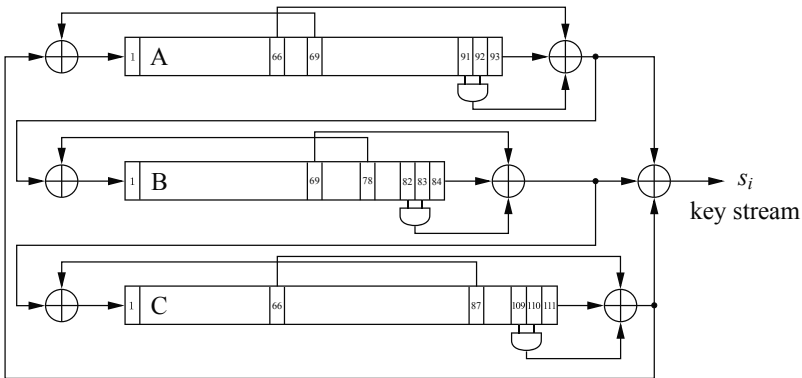 1 A 66 69 91 92 93
1 B 69 78 82 83 84
s_i
key stream
1 C 66 87 109 110 111